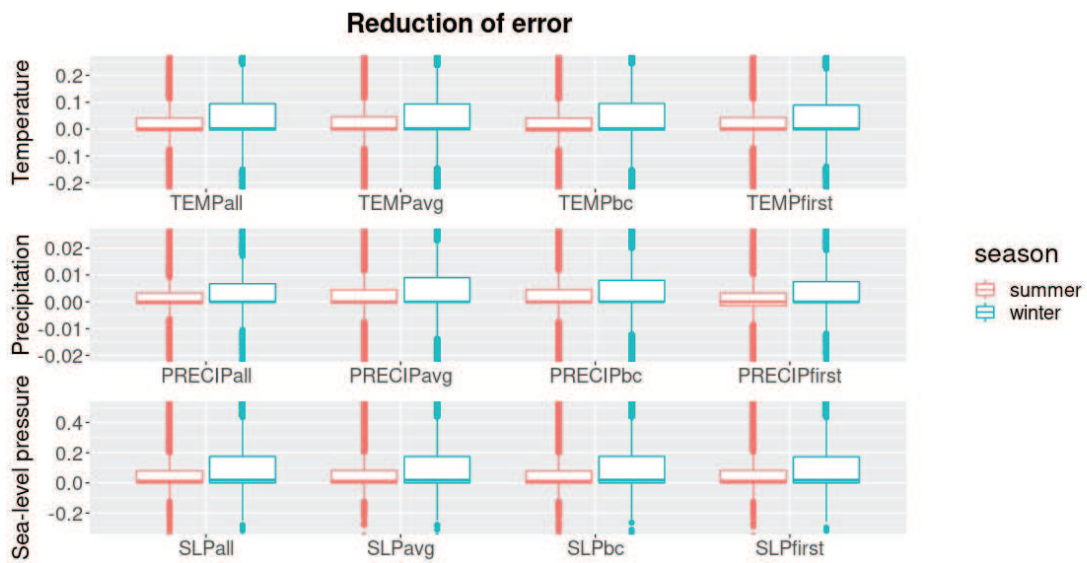 Reduction of error
Temperature
0.2
0.1
0.0
-0.1
-0.2
TEMPall TEMPavg TEMPbc TEMPfirst
Precipitation
0.02
0.01
0.00
-0.01
-0.02
PRECIPall PRECIPavg PRECIPbc PRECIPfirst
Sea-level pressure
0.4
0.2
0.0
-0.2
SLPall SLPavg SLPbc SLPfirst
season
summer
winter